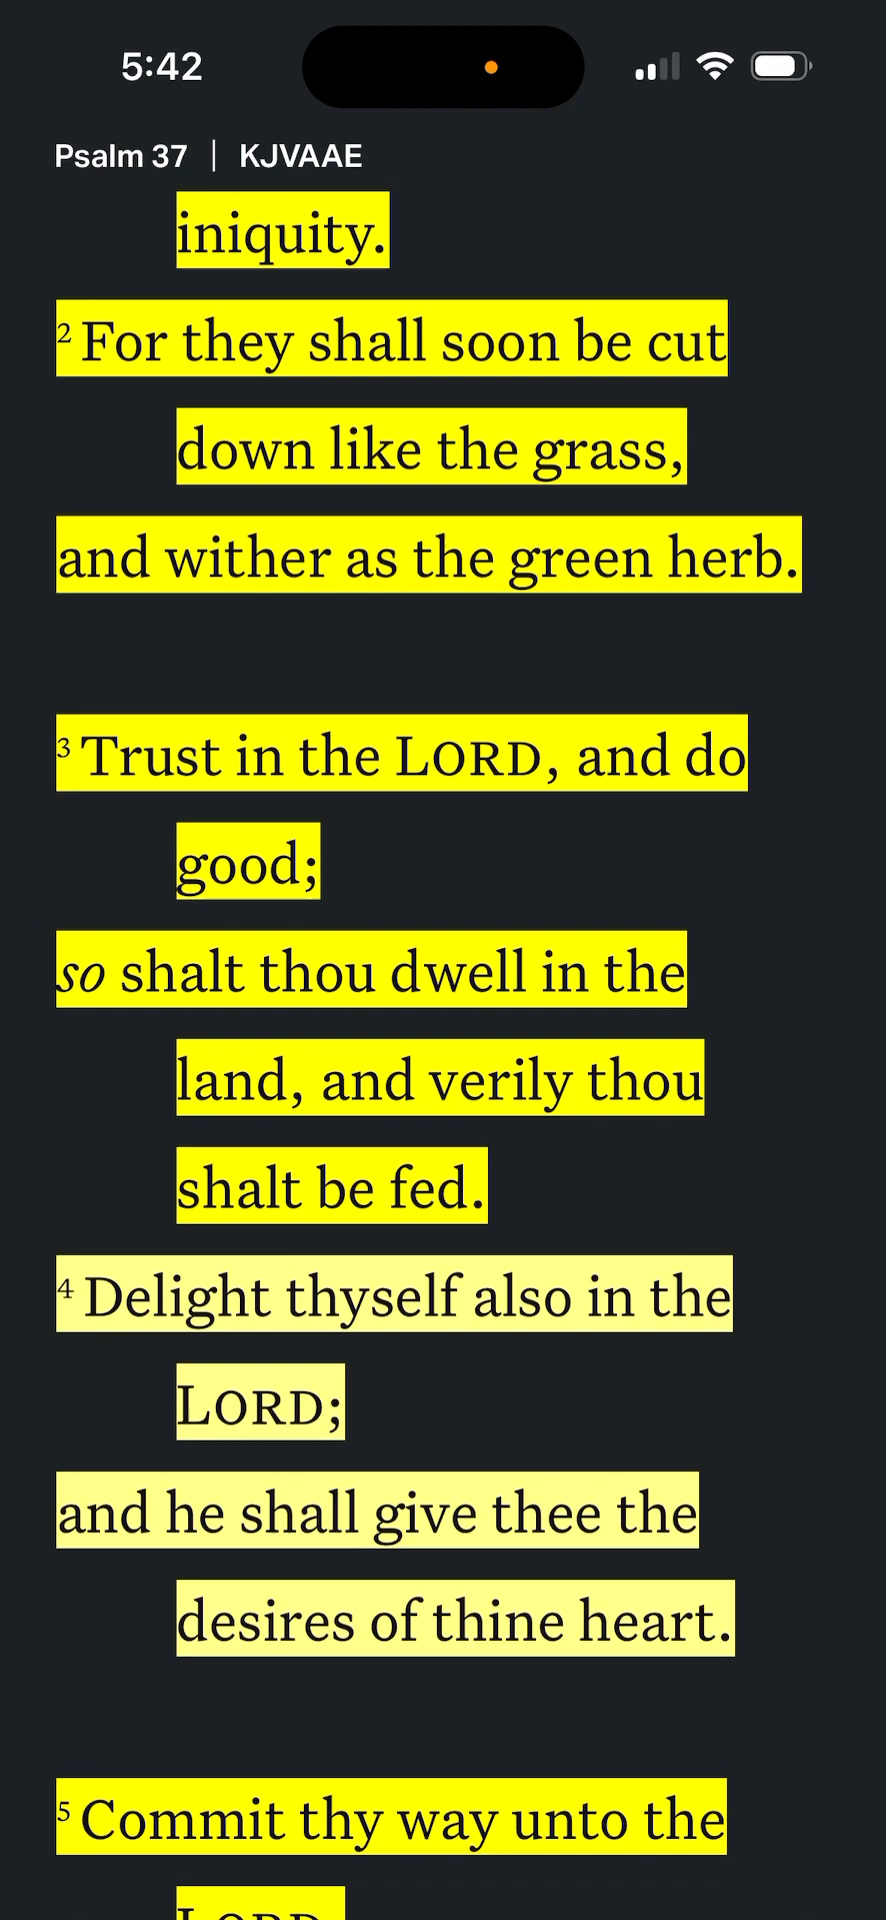 5:42
Psalm 37 | KJVAAE
iniquity.
2 For they shall soon be cut
down like the grass,
and wither as the green herb.
3 Trust in the LORD, and do
good;
so shalt thou dwell in the
land, and verily thou
shalt be fed.
4 Delight thyself also in the
LORD;
and he shall give thee the
desires of thine heart.
5 Commit thy way unto the
LORD;